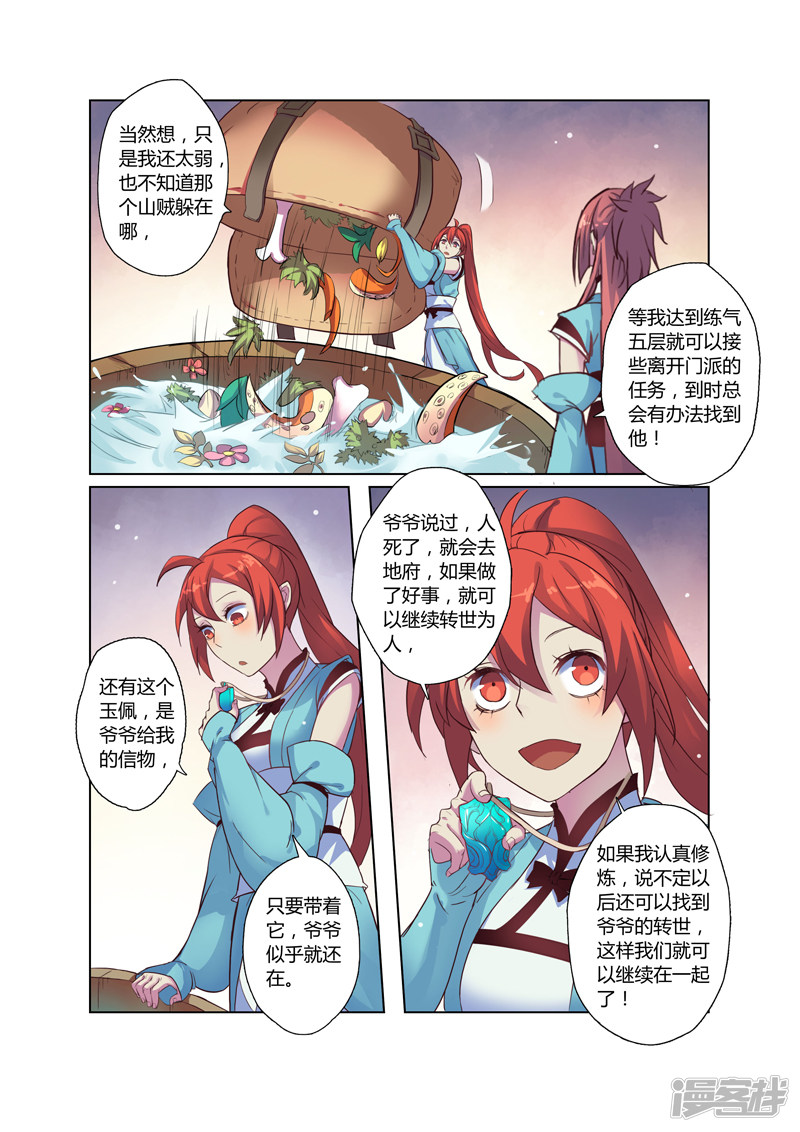 当然想，只
是我还太弱，
也不知道那
个山贼躲在
哪，
等我达到练气
五层就可以接
些离开门派的
任务，到时总
会有办法找到
他！
还有这个
玉佩，是
爷爷给我
的信物，
只要带着
它，爷爷
似乎就还
在。
爷爷说过，人
死了，就会去
地府，如果做
了好事，就可
以继续转世为
人，
如果我认真修
炼，说不定以
后还可以找到
爷爷的转世，
这样我们就可
以继续在一起
了！
漫客栈